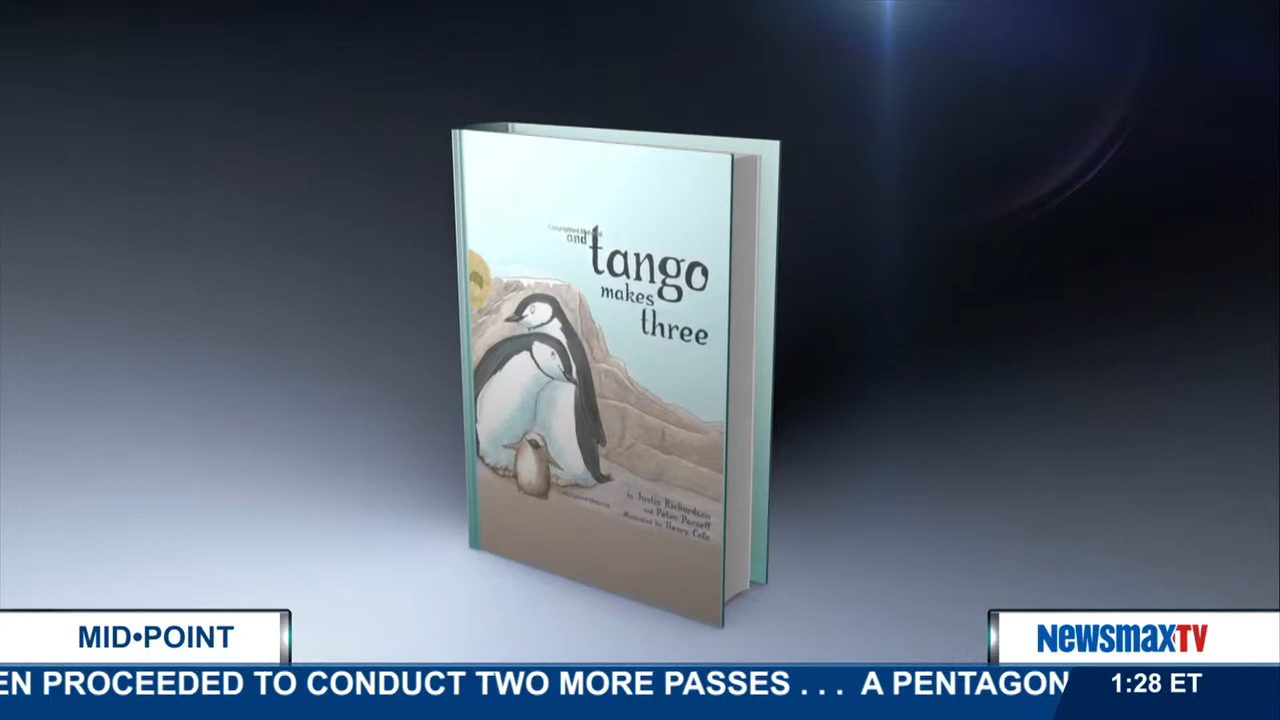 and
tango
makes
three
by Justin Richardson
and Peter Parnell
illustrated by Henry Cole
MID•POINT
NEWSMAXTV
EN PROCEEDED TO CONDUCT TWO MORE PASSES . . . A PENTAGON
1:28 ET